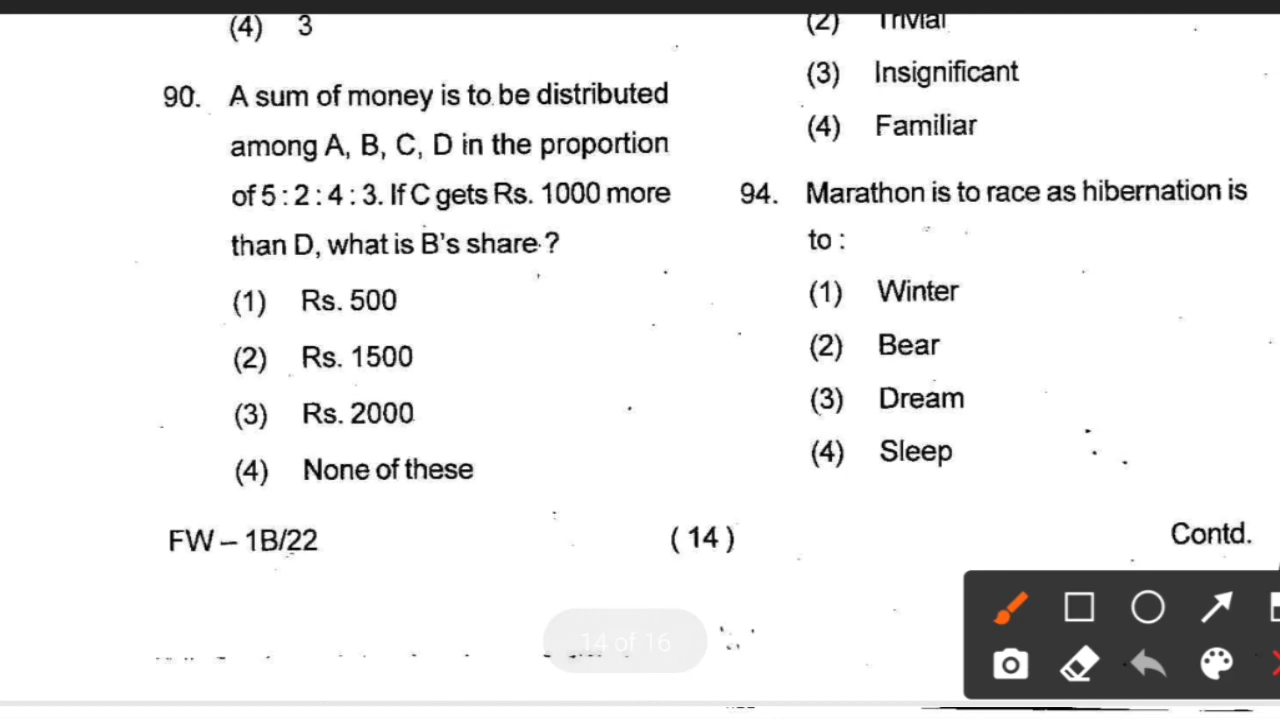 (4) 3
90. A sum of money is to be distributed
among A, B, C, D in the proportion
of 5 : 2 : 4 : 3. If C gets Rs. 1000 more
than D, what is B's share ?
(1) Rs. 500
(2) Rs. 1500
(3) Rs. 2000
(4) None of these
(2) Trivial
(3) Insignificant
(4) Familiar
94. Marathon is to race as hibernation is
to :
(1) Winter
(2) Bear
(3) Dream
(4) Sleep
FW – 1B/22
( 14 )
Contd.
14 of 16